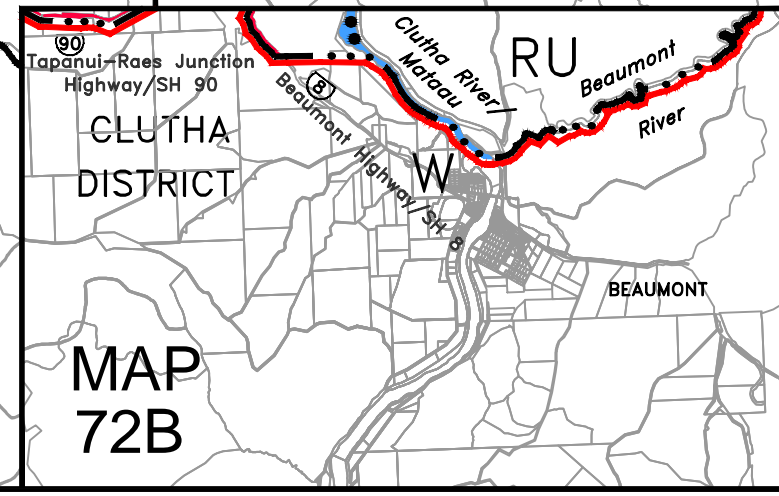 90
Tapanui-Raes Junction
Highway/SH 90
CLUTHA
DISTRICT
8
Beaumont Highway/SH 8
Clutha River/
Mataau
RU
Beaumont
River
W
BEAUMONT
MAP
72B